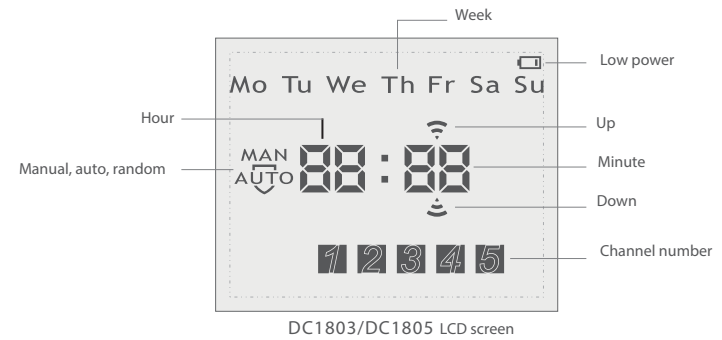 Week
Low power
Mo Tu We Th Fr Sa Su
Hour
Up
MAN
AUTO
88:88
Manual, auto, random
Minute
Down
1 2 3 4 5
Channel number
DC1803/DC1805 LCD screen